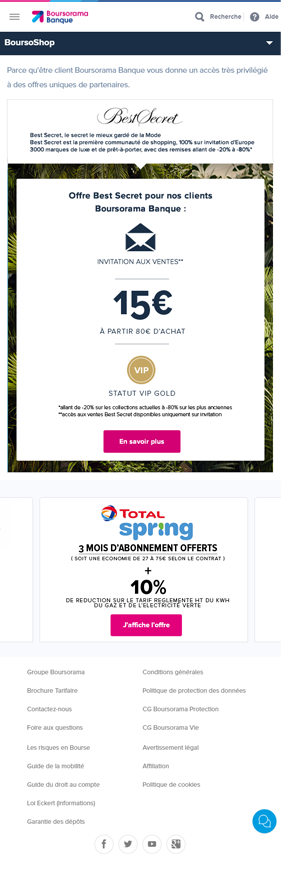 Boursorama
Banque
Recherche
Aide
BoursoShop
Parce qu'être client Boursorama Banque vous donne un accès très privilégié
à des offres uniques de partenaires.
BestSecret
Best Secret, le secret le mieux gardé de la Mode
Best Secret est la première communauté de shopping, 100% sur invitation d'Europe
3000 marques de luxe et de prêt-à-porter, avec des remises allant de -20% à -80%*
Offre Best Secret pour nos clients
Boursorama Banque :
INVITATION AUX VENTES**
15€
À PARTIR 80€ D'ACHAT
VIP
STATUT VIP GOLD
*allant de -20% sur les collections actuelles à -80% sur les plus anciennes
**accès aux ventes Best Secret disponibles uniquement sur invitation
En savoir plus
TOTAL
spring
3 MOIS D'ABONNEMENT OFFERTS
( SOIT UNE ECONOMIE DE 27 À 75€ SELON LE CONTRAT )
+
10%
DE REDUCTION SUR LE TARIF REGLEMENTE HT DU KWH
DU GAZ ET DE L'ELECTRICITE VERTE
J'affiche l'offre
Groupe Boursorama
Conditions générales
Brochure Tarifaire
Politique de protection des données
Contactez-nous
CG Boursorama Protection
Foire aux questions
CG Boursorama Vie
Les risques en Bourse
Avertissement légal
Guide de la mobilité
Affiliation
Guide du droit au compte
Politique de cookies
Loi Eckert (informations)
Garantie des dépôts